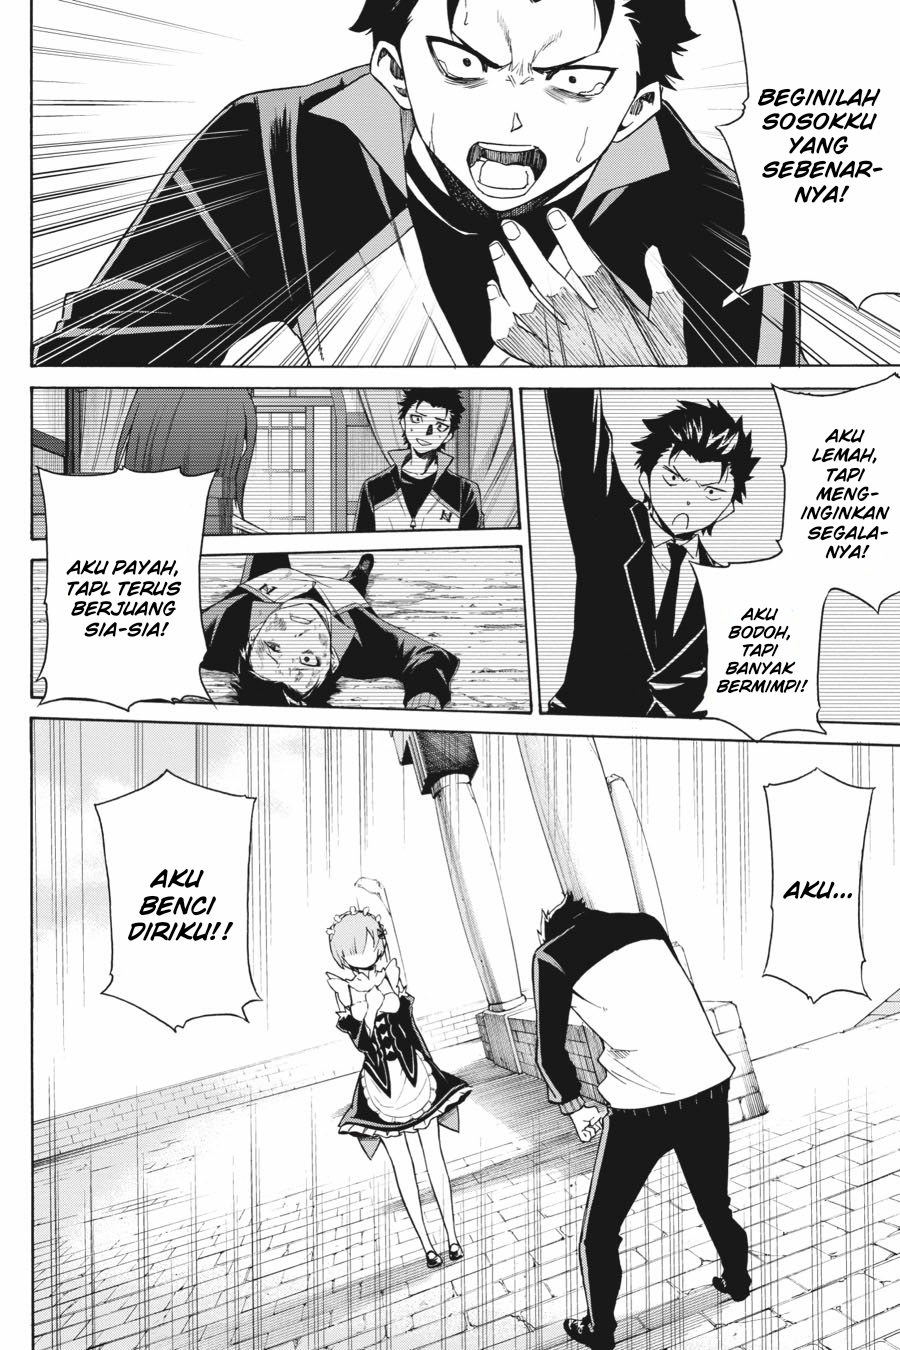 BEGINILAH
SOSOKKU
YANG
SEBENAR-
NYA!
AKU
LEMAH,
TAPI
MENG-
INGINKAN
SEGALA-
NYA!
AKU
BODOH,
TAPI
BANYAK
BERMIMPI!
AKU PAYAH,
TAPI TERUS
BERJUANG
SIA-SIA!
AKU...
AKU
BENCI
DIRIKU!!